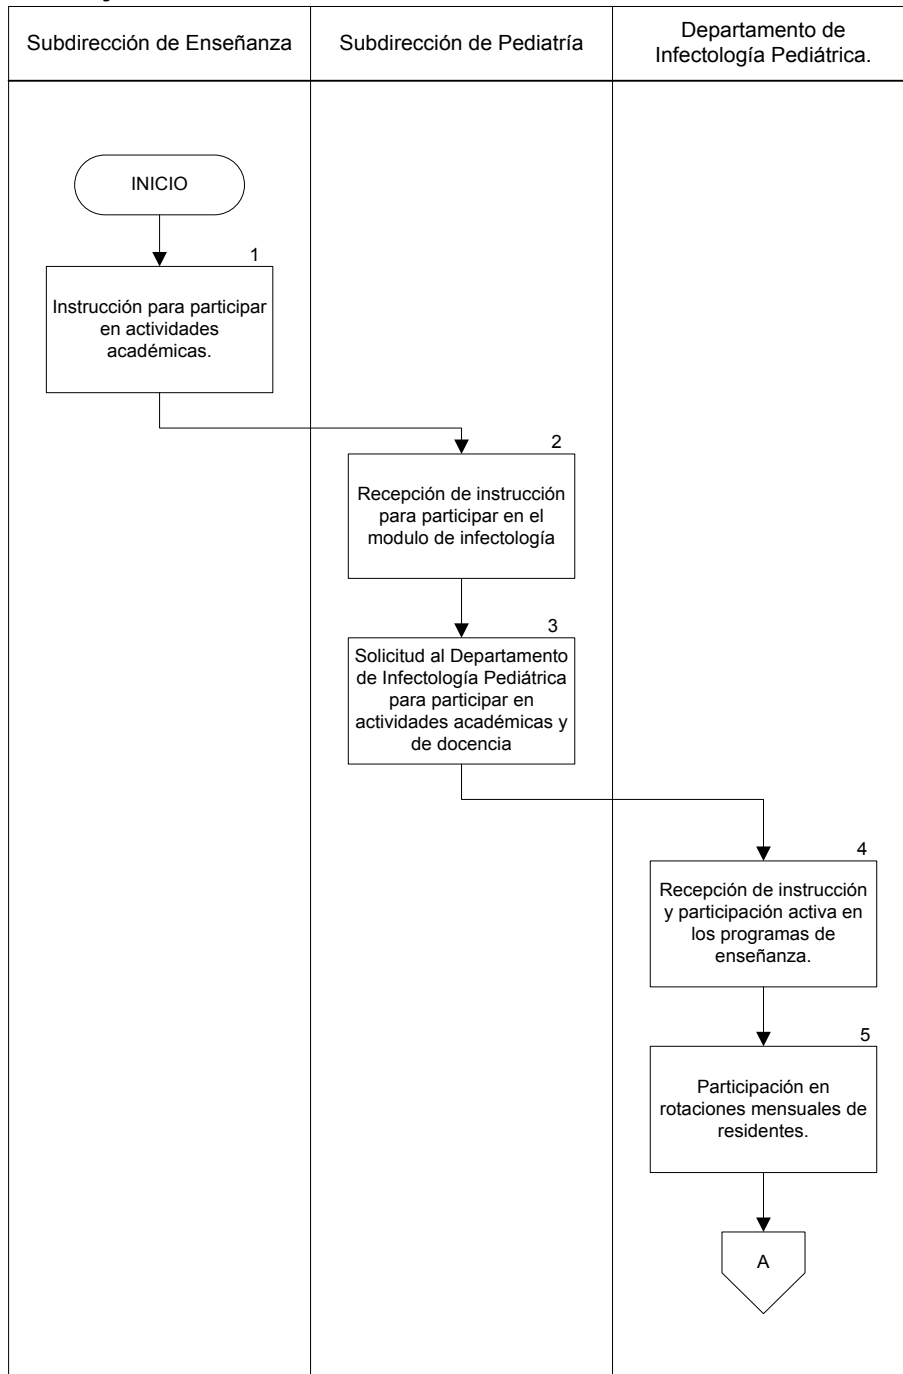 Subdirección de Enseñanza
Subdirección de Pediatría
Departamento de
Infectología Pediátrica.
INICIO
1
Instrucción para participar
en actividades
académicas.
2
Recepción de instrucción
para participar en el
modulo de infectología
3
Solicitud al Departamento
de Infectología Pediátrica
para participar en
actividades académicas y
de docencia
4
Recepción de instrucción
y participación activa en
los programas de
enseñanza.
5
Participación en
rotaciones mensuales de
residentes.
A